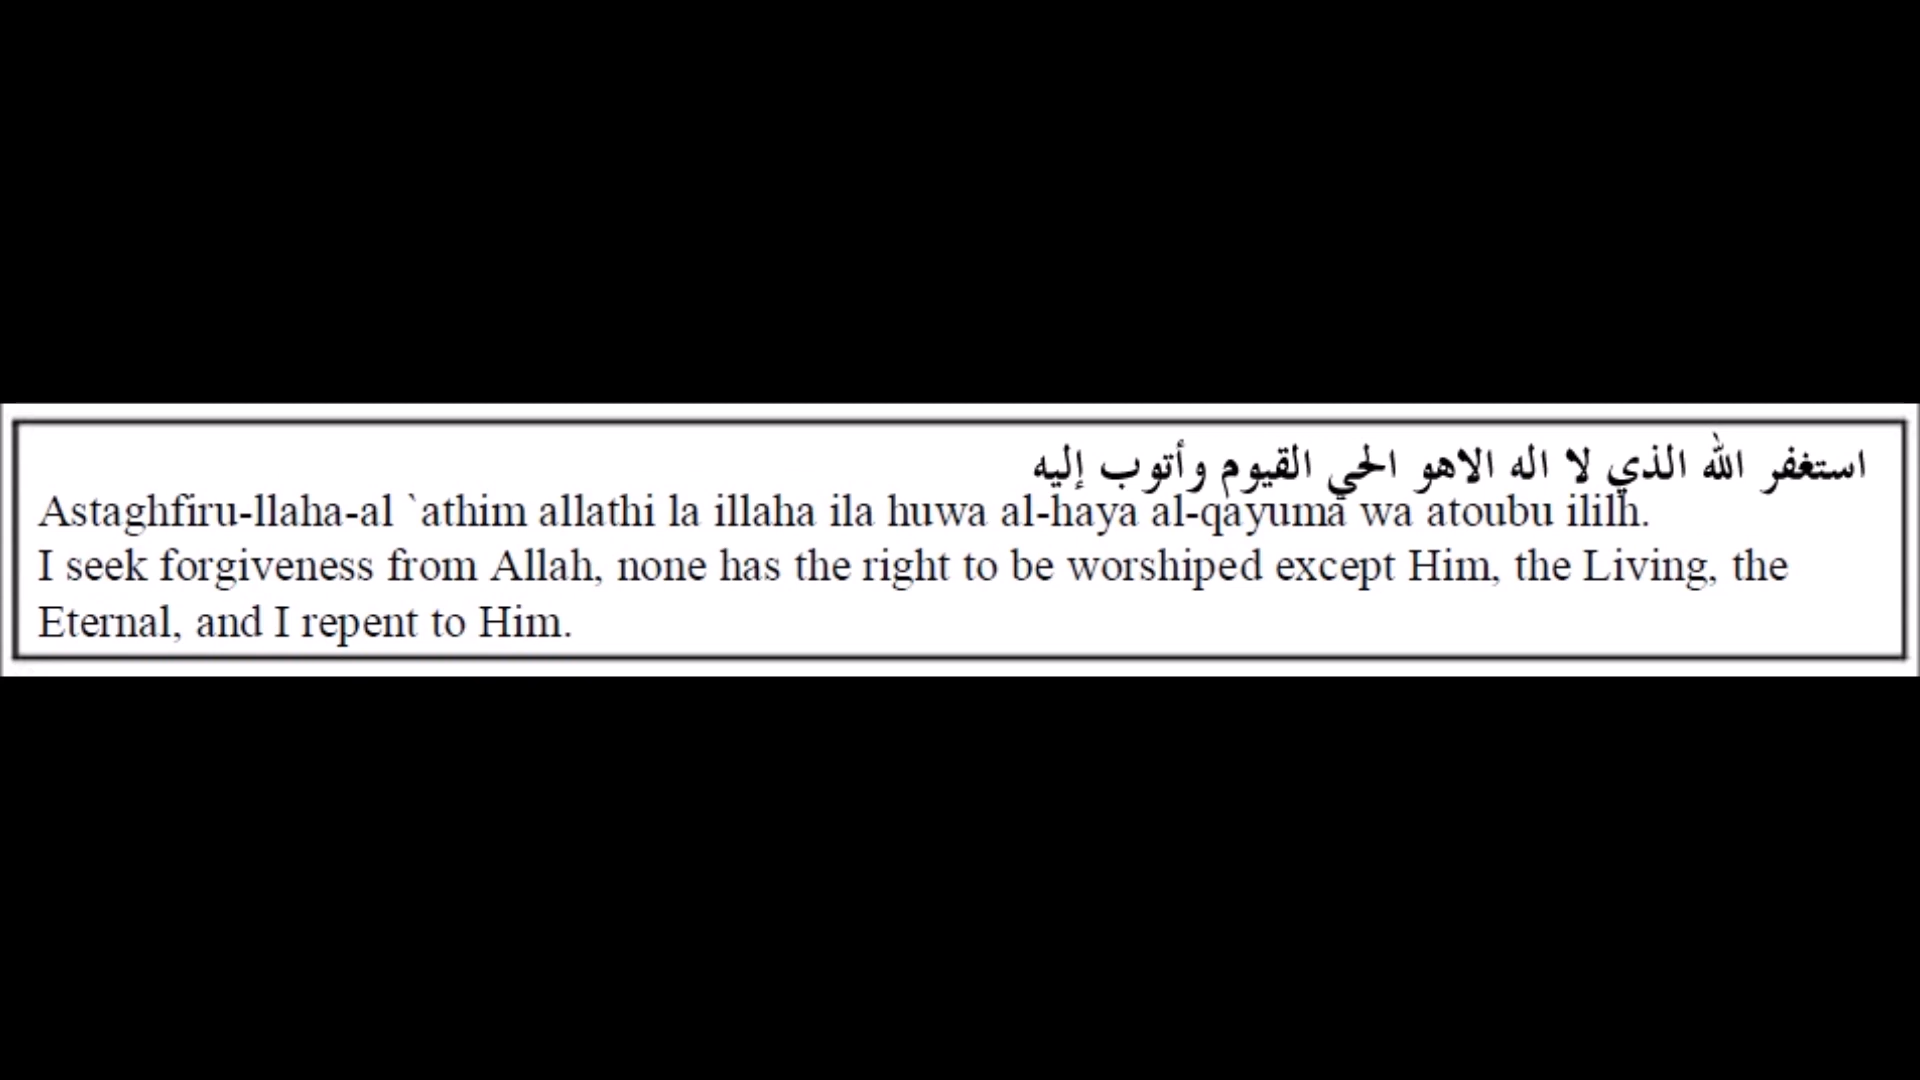 استغفر الله الذي لا اله الاهو الحي القيوم وأتوب إليه
Astaghfiru-llaha-al `athim allathi la illaha ila huwa al-haya al-qayuma wa atoubu ililh.
I seek forgiveness from Allah, none has the right to be worshiped except Him, the Living, the
Eternal, and I repent to Him.